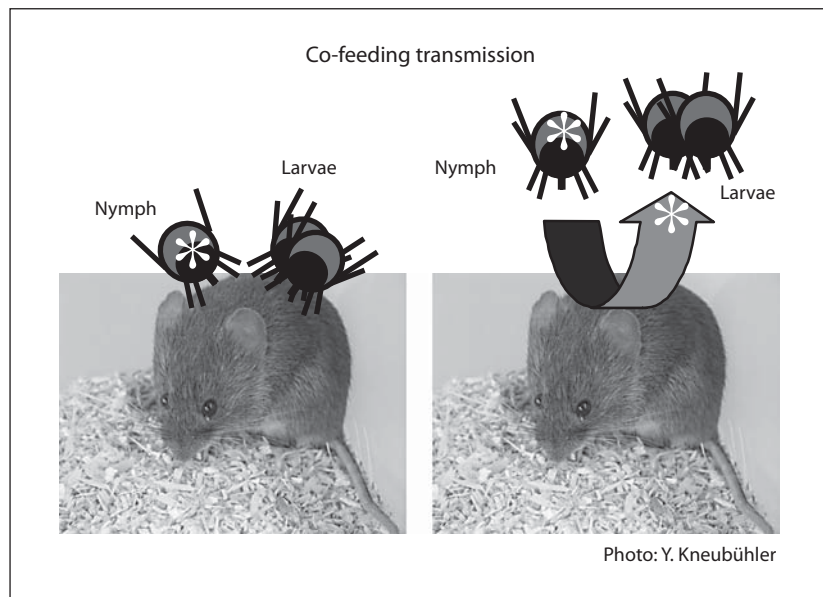 Co-feeding transmission
Nymph
Larvae
Nymph
Larvae
Photo: Y. Kneubühler